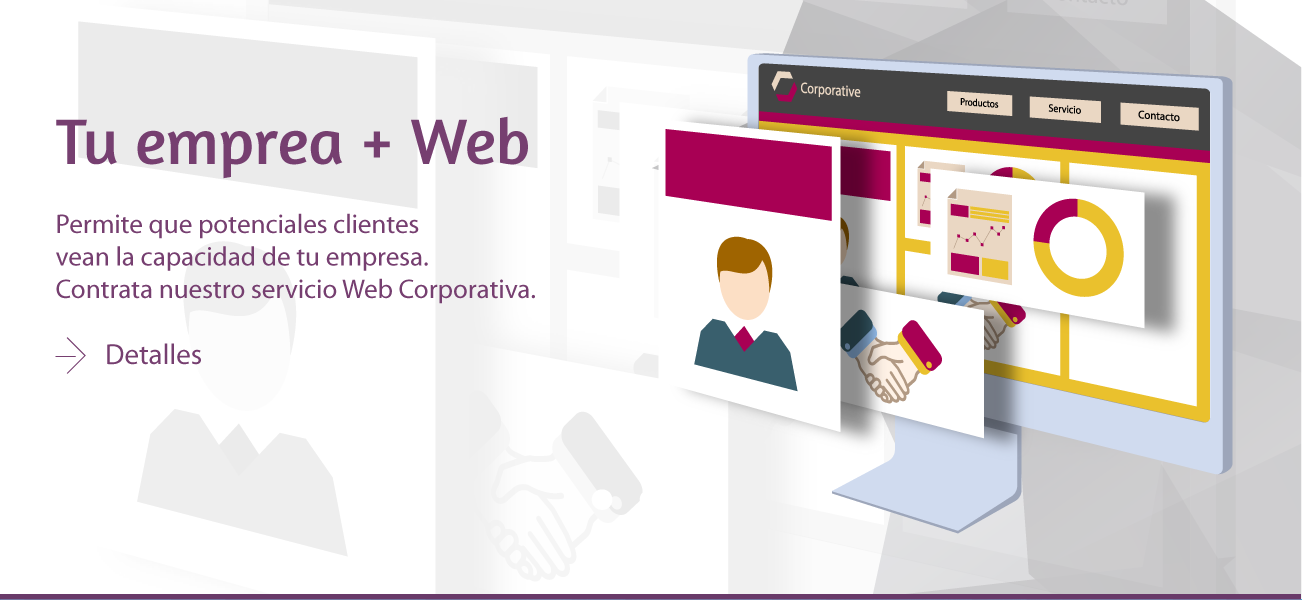 Tu emprea + Web
Permite que potenciales clientes
vean la capacidad de tu empresa.
Contrata nuestro servicio Web Corporativa.
Detalles
Corporative
Productos
Servicio
Contacto